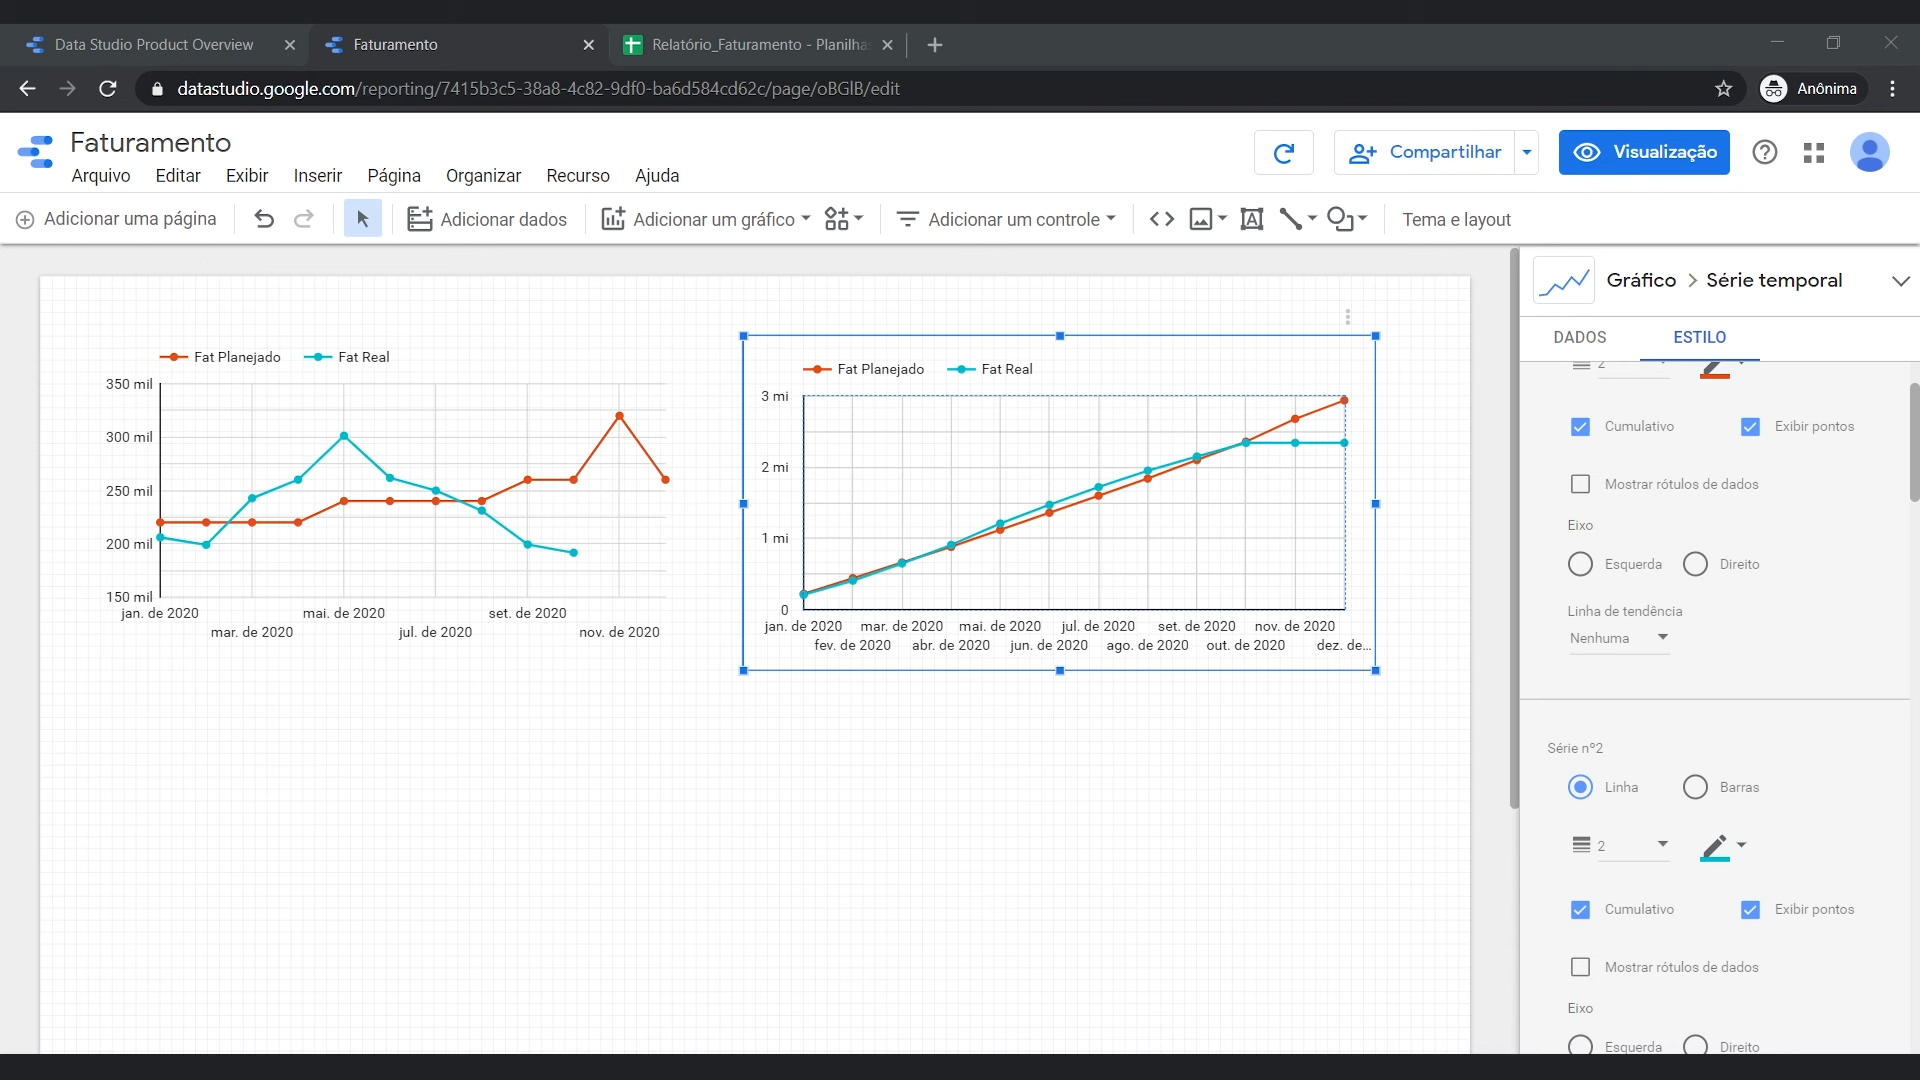 Data Studio Product Overview
Faturamento
Relatório_Faturamento - Planilha
datastudio.google.com/reporting/7415b3c5-38a8-4c82-9df0-ba6d584cd62c/page/oBGlB/edit
Anônima
Faturamento
Arquivo Editar Exibir Inserir Página Organizar Recurso Ajuda
Compartilhar
Visualização
Adicionar uma página
Adicionar dados
Adicionar um gráfico
Adicionar um controle
Tema e layout
Fat Planejado Fat Real
350 mil
300 mil
250 mil
200 mil
150 mil
jan. de 2020 mai. de 2020 set. de 2020
mar. de 2020 jul. de 2020 nov. de 2020
Fat Planejado Fat Real
3 mi
2 mi
1 mi
0
jan. de 2020 mar. de 2020 mai. de 2020 jul. de 2020 set. de 2020 nov. de 2020
fev. de 2020 abr. de 2020 jun. de 2020 ago. de 2020 out. de 2020 dez. de...
Gráfico > Série temporal
DADOS ESTILO
2
Cumulativo Exibir pontos
Mostrar rótulos de dados
Eixo
Esquerda Direito
Linha de tendência
Nenhuma
Série nº2
Linha Barras
2
Cumulativo Exibir pontos
Mostrar rótulos de dados
Eixo
Esquerda Direito